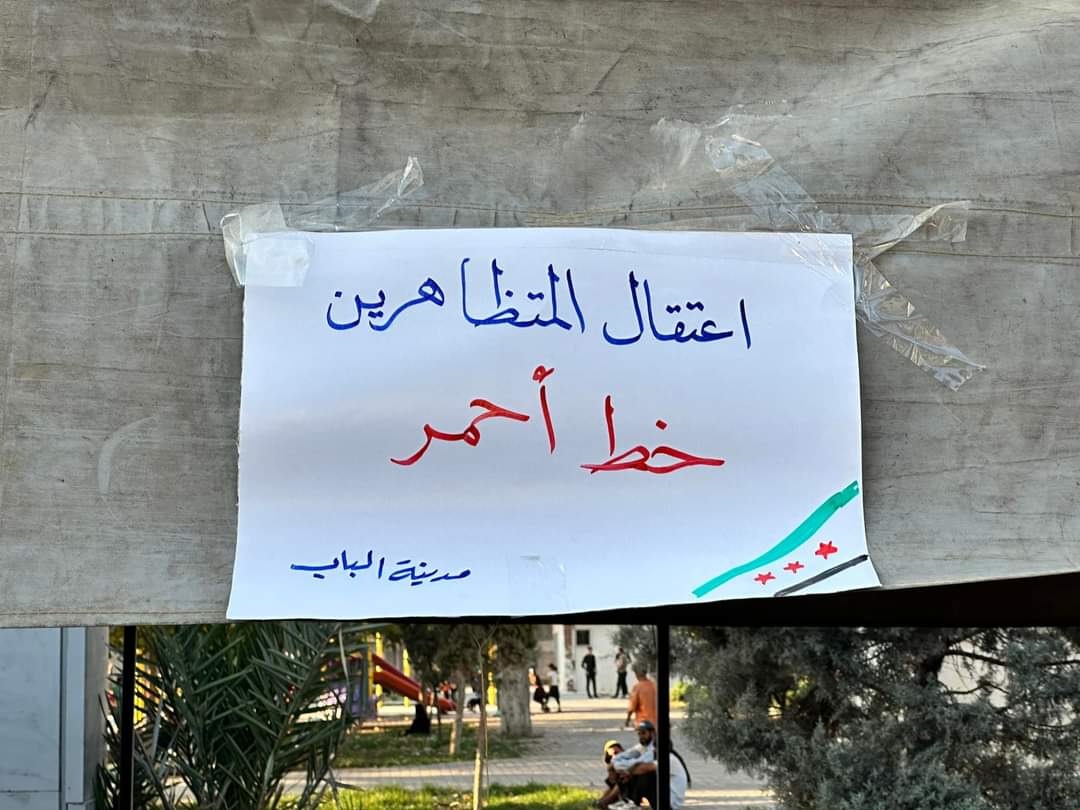 اعتقال المتظاهرين
خط أحمر
مدينة الباب